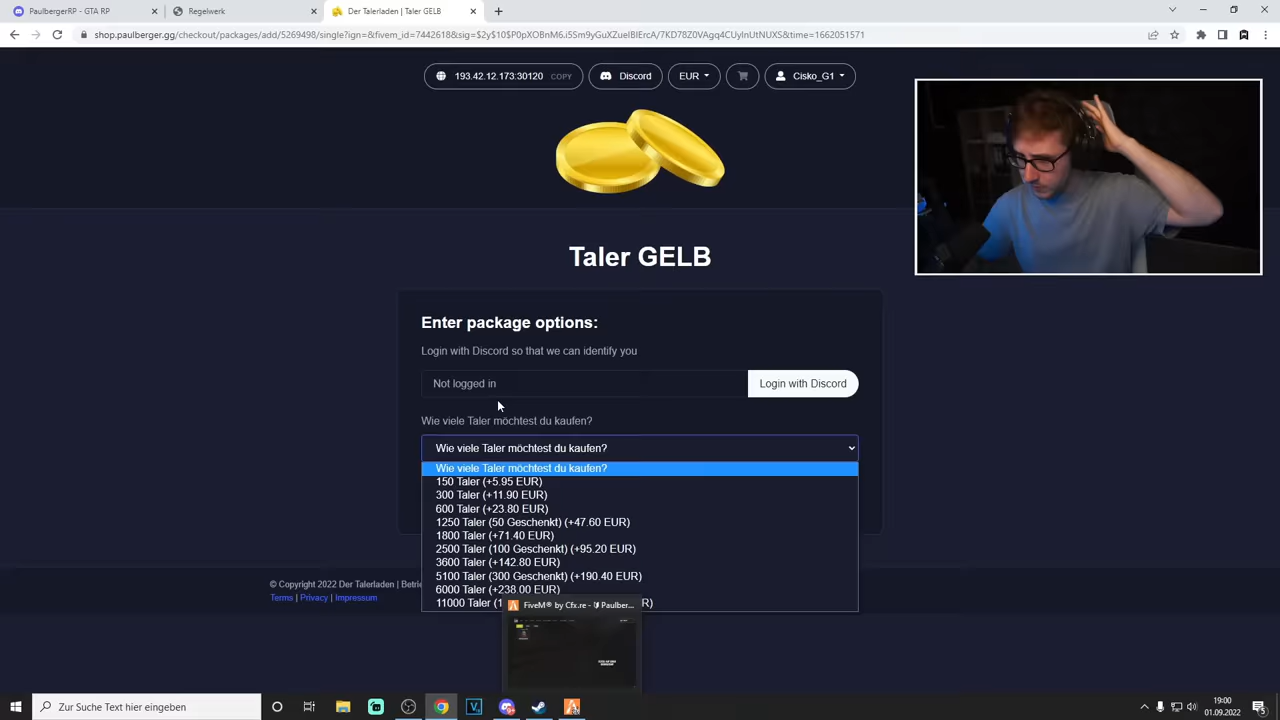 PaulbergerRP - GTA RP
Regelwerk
Der Talerladen | Taler GELB
shop.paulberger.gg/checkout/packages/add/5269498/single?ign=&fivem_id=7442618&sig=$2y$10$P0pXOBnM6.i5Sm9yGuXZueIBIErcA/7KD78Z0VAgq4CUyInUtNUXS&time=1662051571
193.42.12.173:30120 COPY
Discord
EUR
Cisko_G1
Taler GELB
Enter package options:
Login with Discord so that we can identify you
Not logged in
Login with Discord
Wie viele Taler möchtest du kaufen?
Wie viele Taler möchtest du kaufen?
Wie viele Taler möchtest du kaufen?
150 Taler (+5.95 EUR)
300 Taler (+11.90 EUR)
600 Taler (+23.80 EUR)
1250 Taler (50 Geschenkt) (+47.60 EUR)
1800 Taler (+71.40 EUR)
2500 Taler (100 Geschenkt) (+95.20 EUR)
3600 Taler (+142.80 EUR)
5100 Taler (300 Geschenkt) (+190.40 EUR)
6000 Taler (+238.00 EUR)
11000 Taler
© Copyright 2022 Der Talerladen | Betrie
Terms | Privacy | Impressum
FiveM® by Cfx.re - Paulber...
Zur Suche Text hier eingeben
19:00
01.09.2022